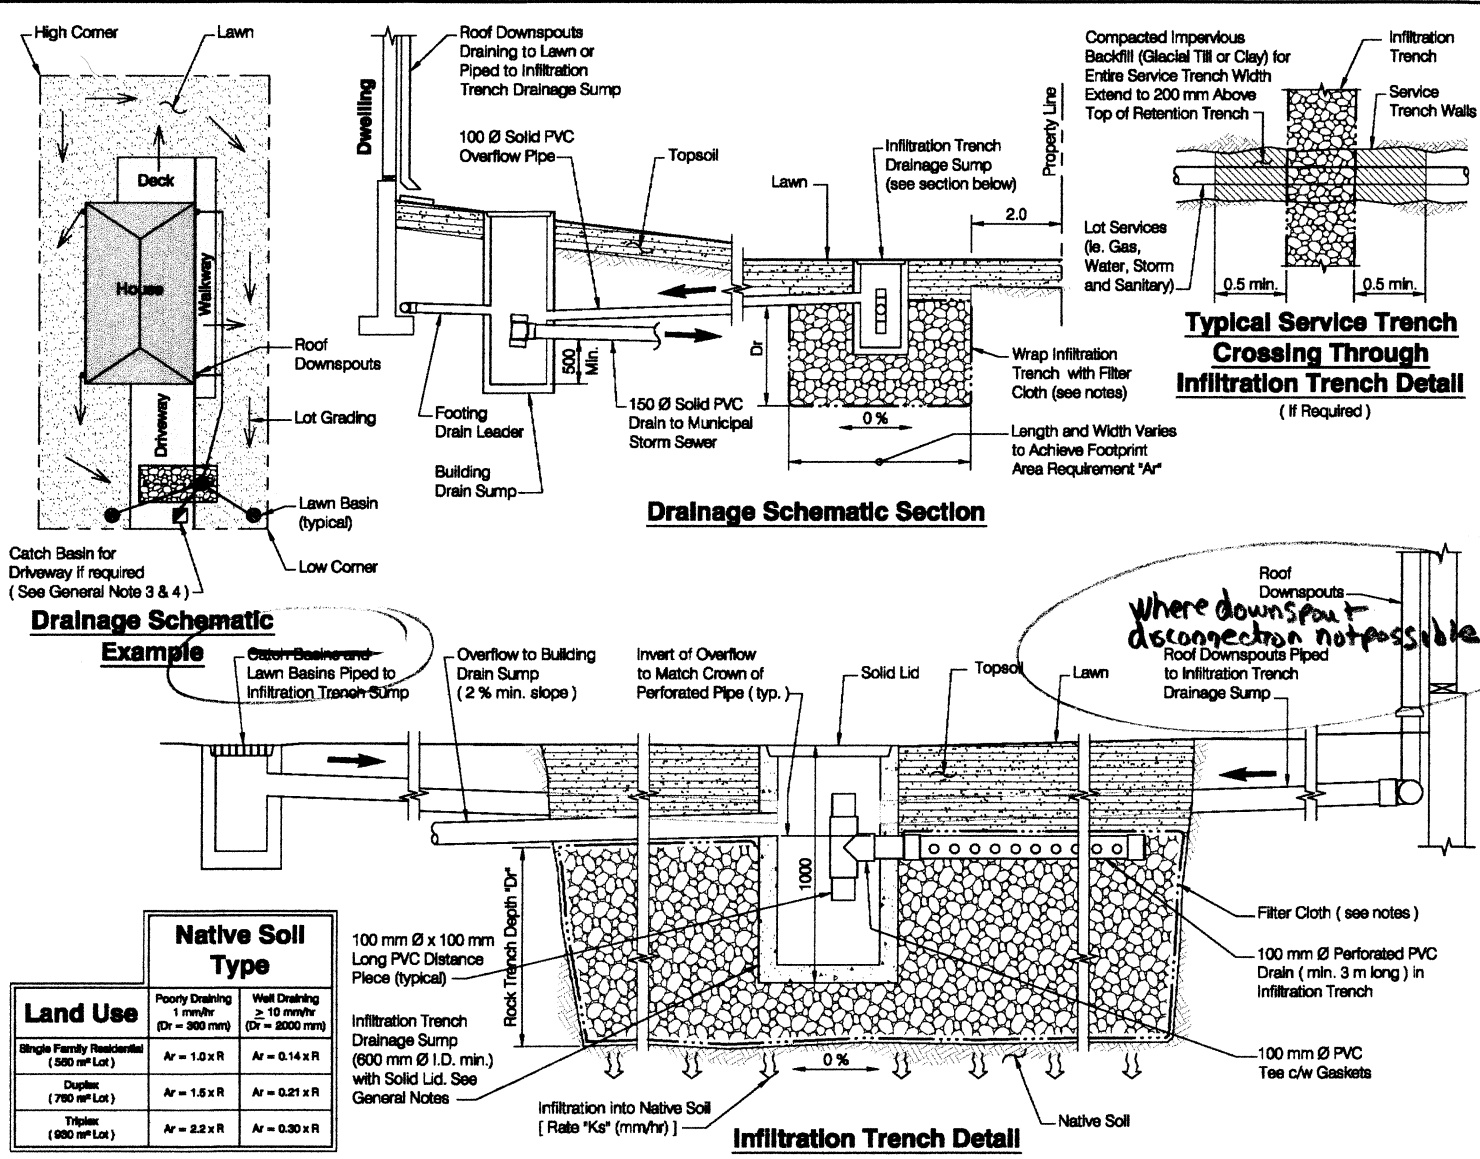 High Corner
Lawn
Deck
House
Walkway
Driveway
Roof
Downspouts
Lot Grading
Lawn Basin
(typical)
Low Corner
Catch Basin for
Driveway if required
( See General Note 3 & 4 )
Drainage Schematic
Example
Dwelling
Roof Downspouts
Draining to Lawn or
Piped to Infiltration
Trench Drainage Sump
100 Ø Solid PVC
Overflow Pipe
Topsoil
Lawn
Infiltration Trench
Drainage Sump
(see section below)
Property Line
2.0
Dr
500
Min.
Footing
Drain Leader
Building
Drain Sump
150 Ø Solid PVC
Drain to Municipal
Storm Sewer
0 %
Wrap Infiltration
Trench with Filter
Cloth (see notes)
Length and Width Varies
to Achieve Footprint
Area Requirement "Ar"
Drainage Schematic Section
Compacted Impervious
Backfill (Glacial Till or Clay) for
Entire Service Trench Width
Extend to 200 mm Above
Top of Retention Trench
Infiltration
Trench
Service
Trench Walls
Lot Services
(ie. Gas,
Water, Storm
and Sanitary)
0.5 min.
0.5 min.
Typical Service Trench
Crossing Through
Infiltration Trench Detail
( If Required )
Catch Basins and
Lawn Basins Piped to
Infiltration Trench Sump
Overflow to Building
Drain Sump
( 2 % min. slope )
Invert of Overflow
to Match Crown of
Perforated Pipe ( typ. )
Solid Lid
Topsoil
Lawn
Roof
Downspouts
Where downspout
disconnection not possible
Roof Downspouts Piped
to Infiltration Trench
Drainage Sump
1000
Rock Trench Depth "Dr"
100 mm Ø x 100 mm
Long PVC Distance
Piece (typical)
Infiltration Trench
Drainage Sump
(600 mm Ø I.D. min.)
with Solid Lid. See
General Notes
Filter Cloth ( see notes )
100 mm Ø Perforated PVC
Drain ( min. 3 m long ) in
Infiltration Trench
100 mm Ø PVC
Tee c/w Gaskets
0 %
Infiltration into Native Soil
[ Rate "Ks" (mm/hr) ]
Native Soil
Infiltration Trench Detail
Native Soil
Type
Land Use
Poorly Draining
1 mm/hr
(Dr = 300 mm)
Well Draining
≥ 10 mm/hr
(Dr = 2000 mm)
Single Family Residential
( 560 m² Lot )
Ar = 1.0 x R
Ar = 0.14 x R
Duplex
( 760 m² Lot )
Ar = 1.5 x R
Ar = 0.21 x R
Triplex
( 930 m² Lot )
Ar = 2.2 x R
Ar = 0.30 x R